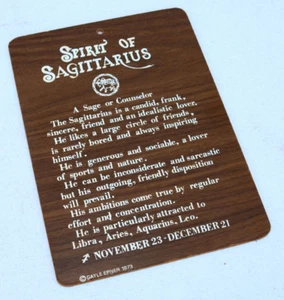 SPIRIT OF
SAGITTARIUS
A Sage or Counselor
The Sagittarius is a candid, frank,
sincere, friend and an idealistic lover.
He likes a large circle of friends,
is rarely bored and always inspiring
himself.
He is generous and sociable, a lover
of sports and nature.
He can be inconsiderate and sarcastic
but his outgoing, friendly disposition
will prevail.
His ambitions come true by regular
effort and concentration.
He is particularly attracted to
Libra, Aries, Aquarius, Leo.
♐ NOVEMBER 23-DECEMBER 21
© GAYLE 1973